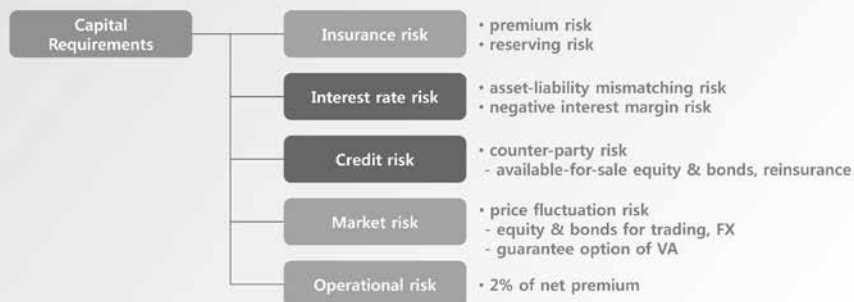 Capital
Requirements
Insurance risk
• premium risk
• reserving risk
Interest rate risk
• asset-liability mismatching risk
• negative interest margin risk
Credit risk
• counter-party risk
- available-for-sale equity & bonds, reinsurance
Market risk
• price fluctuation risk
- equity & bonds for trading, FX
- guarantee option of VA
Operational risk
• 2% of net premium